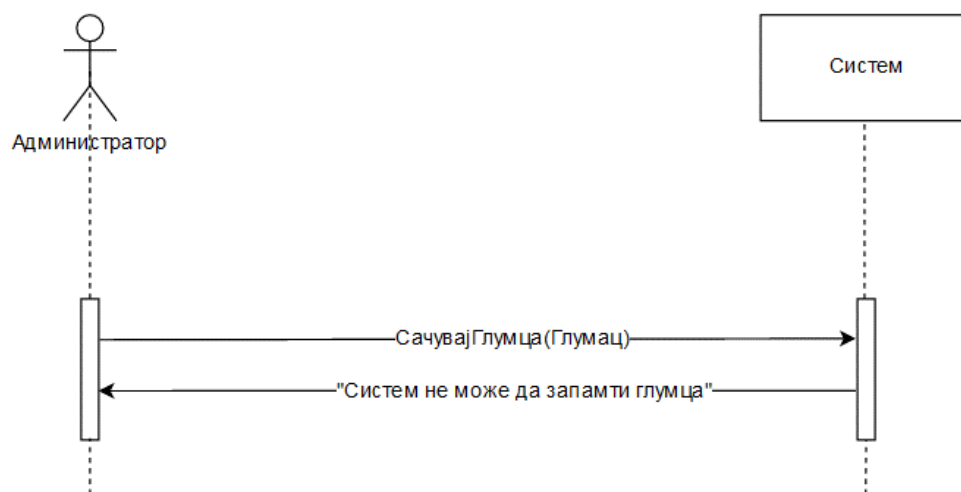 Систем
Администратор
СачувајГлумца(Глумац)
"Систем не може да запамти глумца"